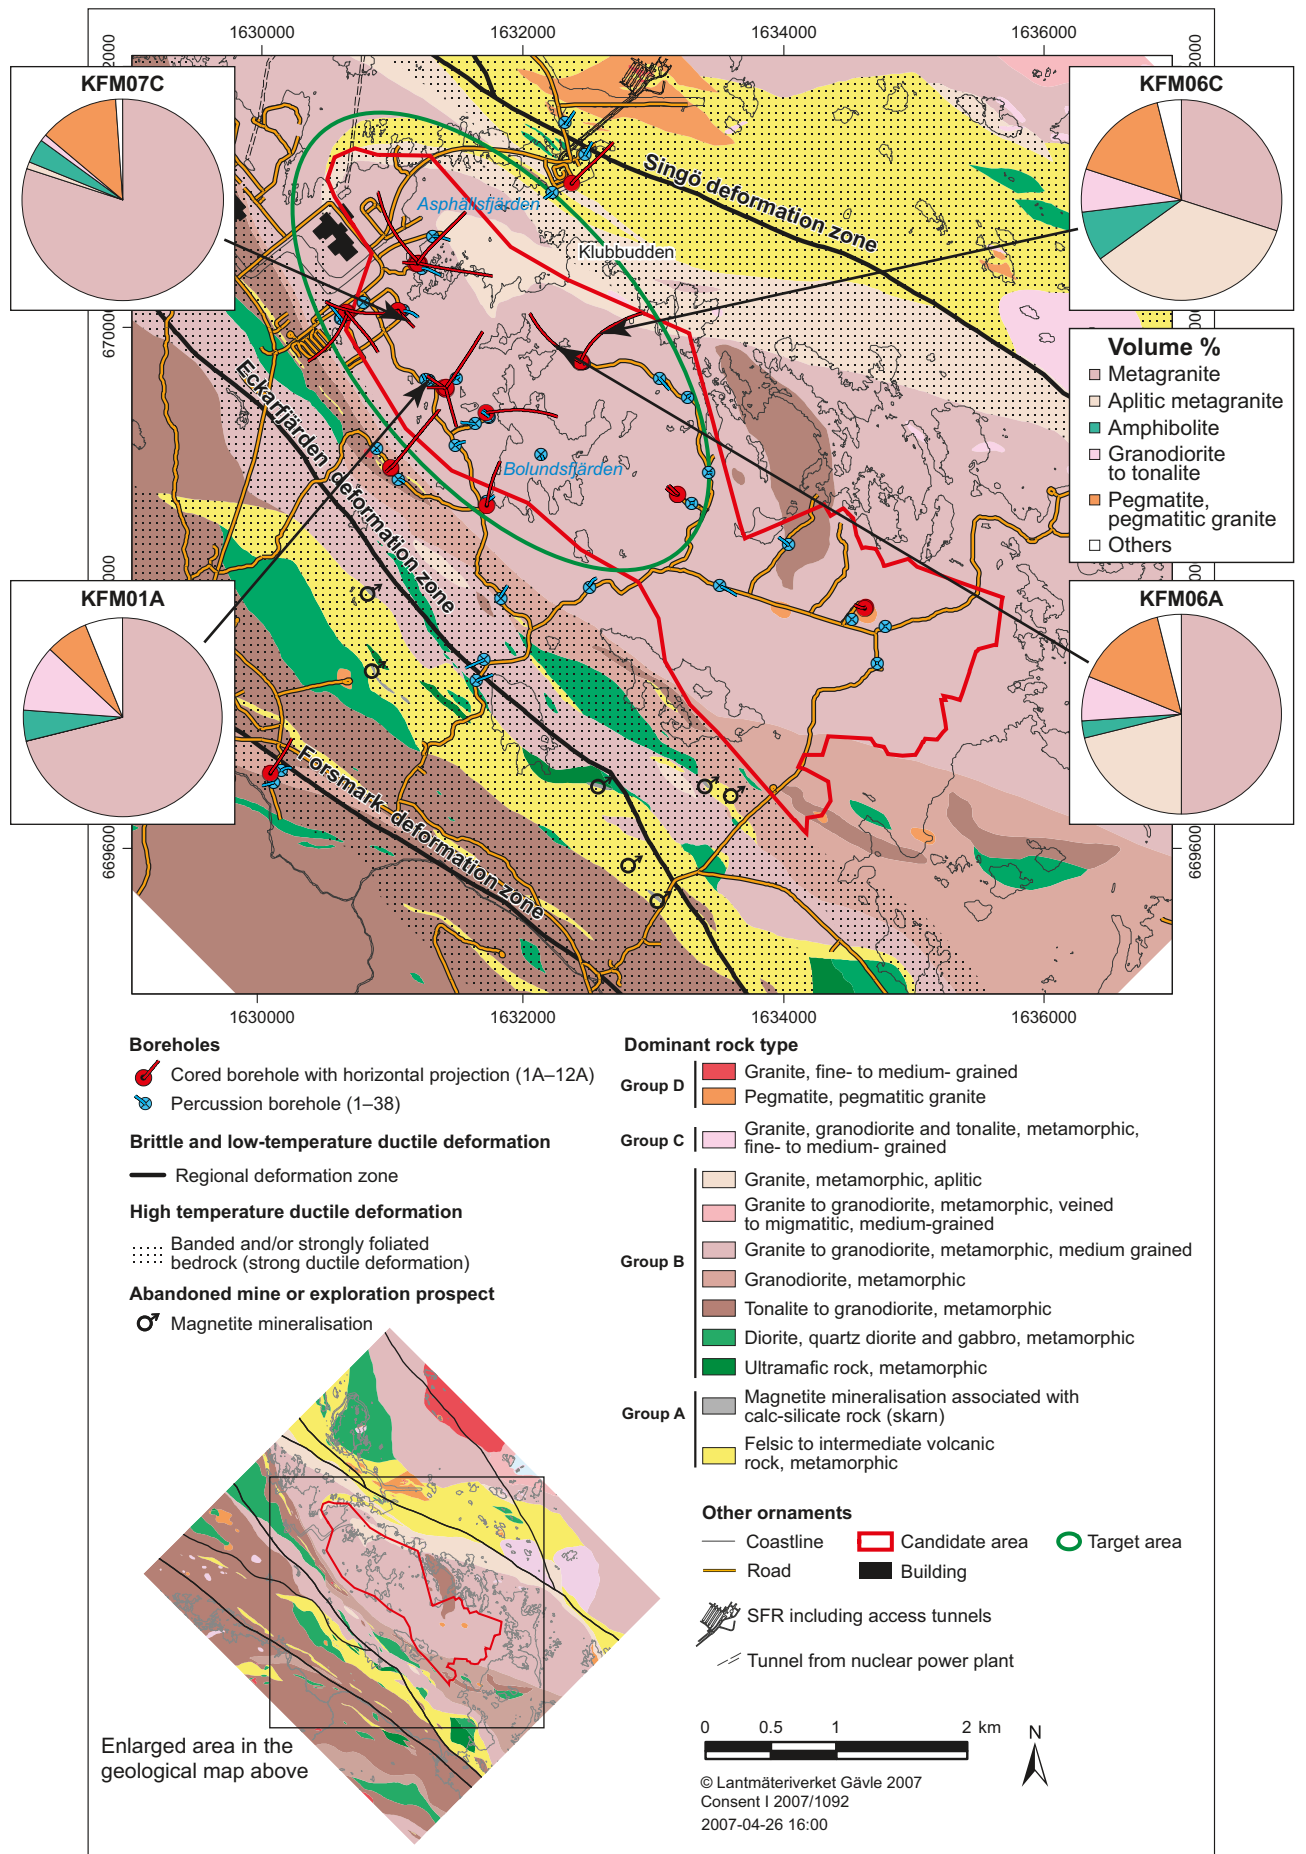 1630000 1632000 1634000 1636000
2000
2000
KFM07C
KFM06C
Singö deformation zone
Asphällsfjärden
Klubbudden
67000
Volume %
Metagranite
Aplitic metagranite
Amphibolite
Granodiorite
to tonalite
Pegmatite,
pegmatitic granite
Others
Eckarfjärden deformation zone
Bolundsfjärden
KFM01A
KFM06A
Forsmark deformation zone
66960
66960
1630000 1632000 1634000 1636000
Boreholes
Cored borehole with horizontal projection (1A–12A)
Percussion borehole (1–38)
Brittle and low-temperature ductile deformation
Regional deformation zone
High temperature ductile deformation
Banded and/or strongly foliated
bedrock (strong ductile deformation)
Abandoned mine or exploration prospect
Magnetite mineralisation
Dominant rock type
Group D
Granite, fine- to medium- grained
Pegmatite, pegmatitic granite
Group C
Granite, granodiorite and tonalite, metamorphic,
fine- to medium- grained
Group B
Granite, metamorphic, aplitic
Granite to granodiorite, metamorphic, veined
to migmatitic, medium-grained
Granite to granodiorite, metamorphic, medium grained
Granodiorite, metamorphic
Tonalite to granodiorite, metamorphic
Diorite, quartz diorite and gabbro, metamorphic
Ultramafic rock, metamorphic
Group A
Magnetite mineralisation associated with
calc-silicate rock (skarn)
Felsic to intermediate volcanic
rock, metamorphic
Other ornaments
Coastline Candidate area Target area
Road Building
SFR including access tunnels
Tunnel from nuclear power plant
Enlarged area in the
geological map above
0 0.5 1 2 km
N
© Lantmäteriverket Gävle 2007
Consent I 2007/1092
2007-04-26 16:00